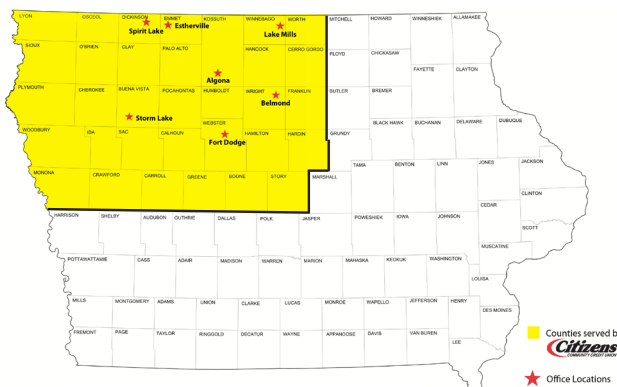 LYON
OSCEOL
DICKINSON
EMMET
KOSSUTH
WINNEBAGO
WORTH
MITCHELL
HOWARD
WINNESHIEK
ALLAMAKEE
Spirit Lake
Estherville
Lake Mills
SIOUX
O'BRIEN
CLAY
PALO ALTO
HANCOCK
CERRO GORDO
FLOYD
CHICKASAW
FAYETTE
CLAYTON
Algona
PLYMOUTH
CHEROKEE
BUENA VISTA
POCAHONTAS
HUMBOLDT
WRIGHT
FRANKLIN
BUTLER
BREMER
Belmond
Storm Lake
WEBSTER
BLACK HAWK
BUCHANAN
DELAWARE
DUBUQUE
WOODBURY
IDA
SAC
CALHOUN
HAMILTON
HARDIN
GRUNDY
Fort Dodge
TAMA
BENTON
LINN
JONES
JACKSON
MONONA
CRAWFORD
CARROLL
GREENE
BOONE
STORY
MARSHALL
CLINTON
CEDAR
HARRISON
SHELBY
AUDUBON
GUTHRIE
DALLAS
POLK
JASPER
POWESHIEK
IOWA
JOHNSON
SCOTT
MUSCATINE
POTTAWATTAMIE
CASS
ADAIR
MADISON
WARREN
MARION
MAHASKA
KEOKUK
WASHINGTON
LOUISA
MILLS
MONTGOMERY
ADAMS
UNION
CLARKE
LUCAS
MONROE
WAPELLO
JEFFERSON
HENRY
DES MOINES
FREMONT
PAGE
TAYLOR
RINGGOLD
DECATUR
WAYNE
APPANOOSE
DAVIS
VAN BUREN
LEE
Counties served b
Citizens
COMMUNITY CREDIT UNION
Office Locations